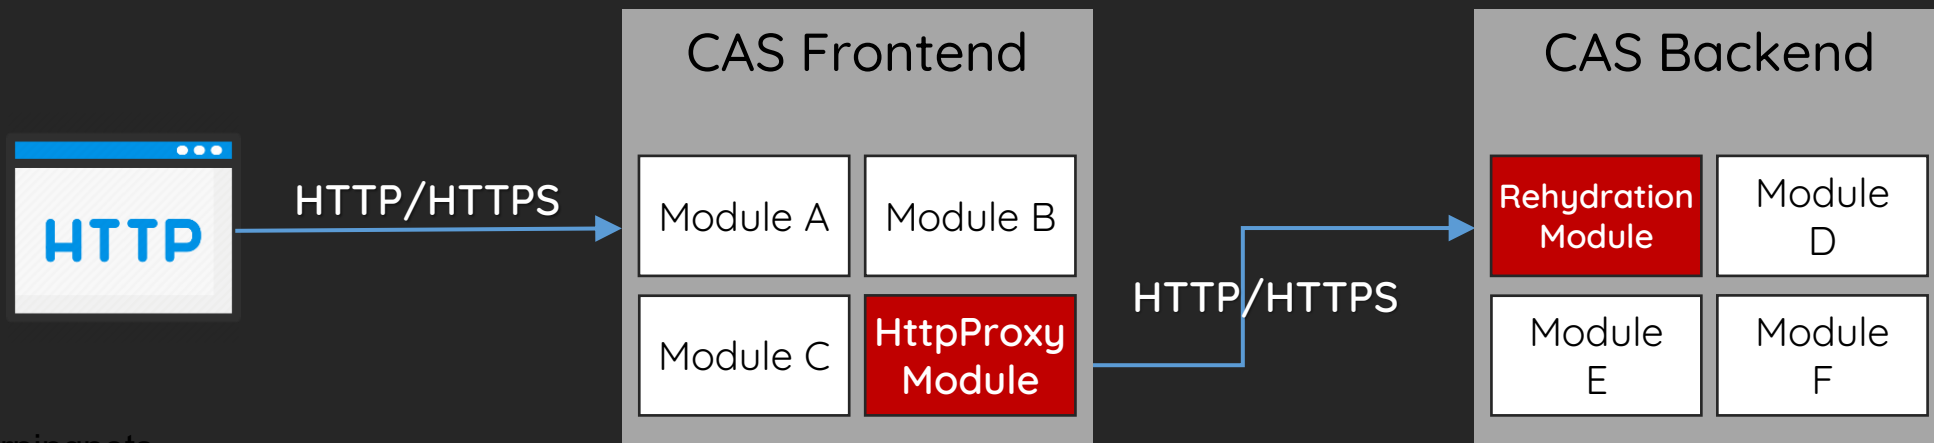 CAS Frontend
CAS Backend
HTTP
HTTP/HTTPS
Module A
Module B
Module C
HttpProxy
Module
HTTP/HTTPS
Rehydration
Module
Module
D
Module
E
Module
F